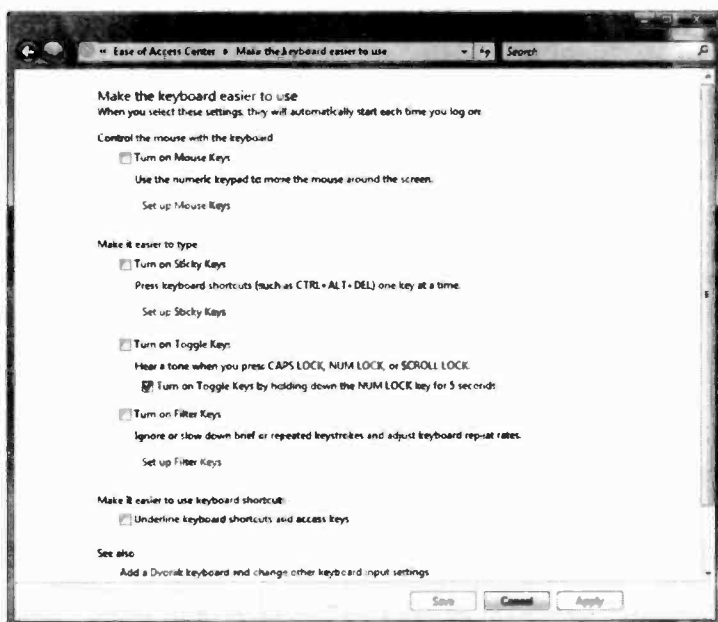 « Ease of Access Center ▸ Make the keyboard easier to use
Search
Make the keyboard easier to use
When you select these settings, they will automatically start each time you log on.
Control the mouse with the keyboard
Turn on Mouse Keys
Use the numeric keypad to move the mouse around the screen.
Set up Mouse Keys
Make it easier to type
Turn on Sticky Keys
Press keyboard shortcuts (such as CTRL+ALT+DEL) one key at a time.
Set up Sticky Keys
Turn on Toggle Keys
Hear a tone when you press CAPS LOCK, NUM LOCK, or SCROLL LOCK.
Turn on Toggle Keys by holding down the NUM LOCK key for 5 seconds
Turn on Filter Keys
Ignore or slow down brief or repeated keystrokes and adjust keyboard repeat rates.
Set up Filter Keys
Make it easier to use keyboard shortcuts
Underline keyboard shortcuts and access keys
See also
Add a Dvorak keyboard and change other keyboard input settings
Save
Cancel
Apply